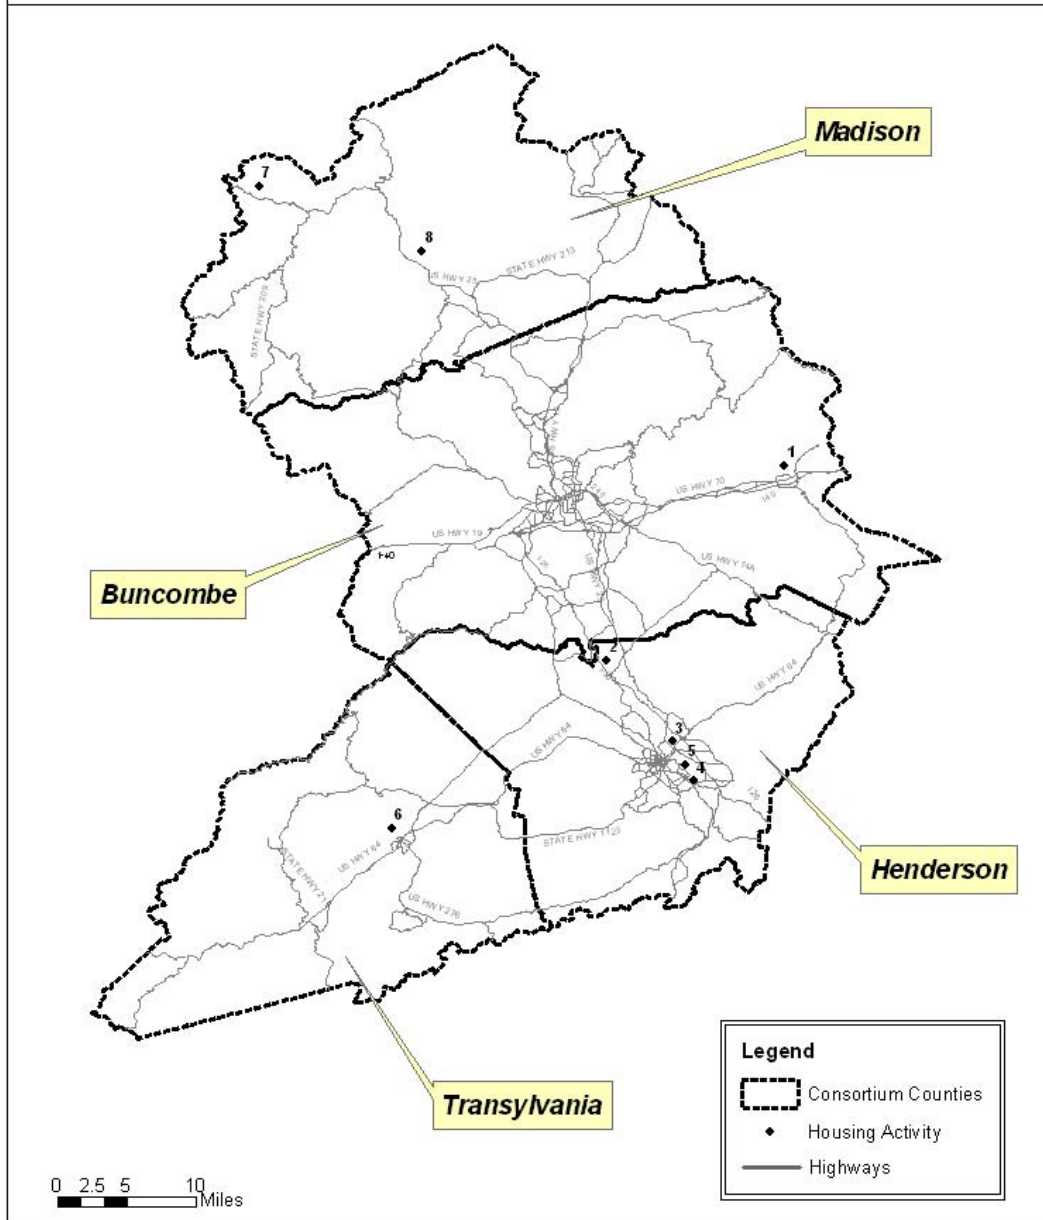 Madison
7
8
US HWY 25
STATE HWY 213
STATE HWY 209
1
US HWY 70
I 40
I 240
US HWY 19
I-40
I 26
US HWY 74A
Buncombe
2
US HWY 64
3
5
4
US HWY 64
I 26
6
STATE HWY 1123
US HWY 64
US HWY 276
Henderson
Transylvania
Legend
Consortium Counties
Housing Activity
Highways
0 2.5 5 10
Miles